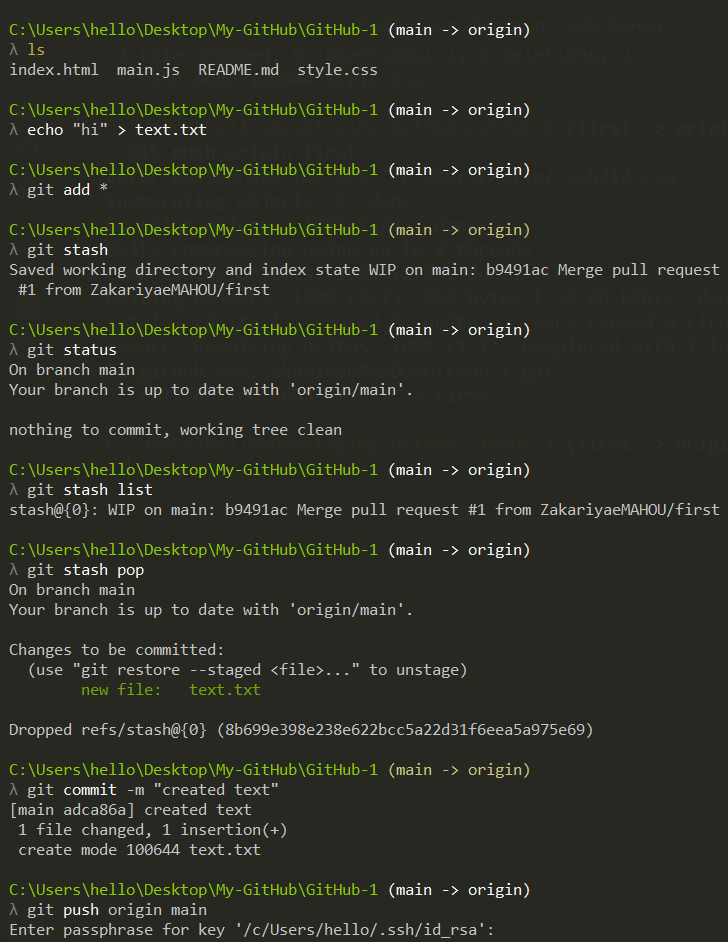 C:\Users\hello\Desktop\My-GitHub\GitHub-1 (main -> origin)
λ ls
index.html  main.js  README.md  style.css
C:\Users\hello\Desktop\My-GitHub\GitHub-1 (main -> origin)
λ echo "hi" > text.txt
C:\Users\hello\Desktop\My-GitHub\GitHub-1 (main -> origin)
λ git add *
C:\Users\hello\Desktop\My-GitHub\GitHub-1 (main -> origin)
λ git stash
Saved working directory and index state WIP on main: b9491ac Merge pull request
 #1 from ZakariyaeMAHOU/first
C:\Users\hello\Desktop\My-GitHub\GitHub-1 (main -> origin)
λ git status
On branch main
Your branch is up to date with 'origin/main'.
nothing to commit, working tree clean
C:\Users\hello\Desktop\My-GitHub\GitHub-1 (main -> origin)
λ git stash list
stash@{0}: WIP on main: b9491ac Merge pull request #1 from ZakariyaeMAHOU/first
C:\Users\hello\Desktop\My-GitHub\GitHub-1 (main -> origin)
λ git stash pop
On branch main
Your branch is up to date with 'origin/main'.
Changes to be committed:
  (use "git restore --staged <file>..." to unstage)
        new file:   text.txt
Dropped refs/stash@{0} (8b699e398e238e622bcc5a22d31f6eea5a975e69)
C:\Users\hello\Desktop\My-GitHub\GitHub-1 (main -> origin)
λ git commit -m "created text"
[main adca86a] created text
 1 file changed, 1 insertion(+)
 create mode 100644 text.txt
C:\Users\hello\Desktop\My-GitHub\GitHub-1 (main -> origin)
λ git push origin main
Enter passphrase for key '/c/Users/hello/.ssh/id_rsa':